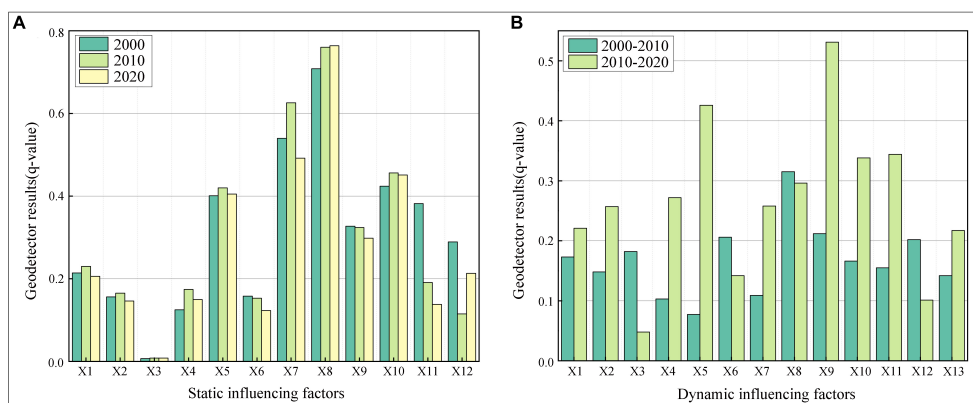 A
2000
2010
2020
0.8
0.6
0.4
0.2
0.0
Geodetector results(q-value)
X1 X2 X3 X4 X5 X6 X7 X8 X9 X10 X11 X12
Static influencing factors
B
2000-2010
2010-2020
0.5
0.4
0.3
0.2
0.1
0.0
Geodetector results(q-value)
X1 X2 X3 X4 X5 X6 X7 X8 X9 X10 X11 X12 X13
Dynamic influencing factors